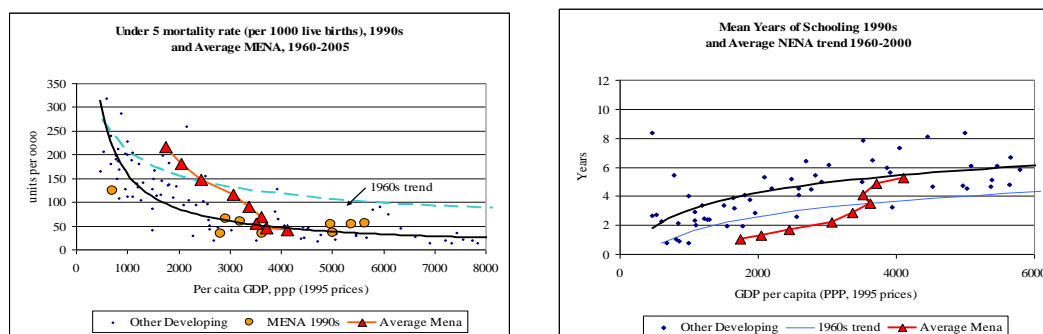 Under 5 mortality rate (per 1000 live births), 1990s
and Average MENA, 1960-2005
350
300
250
200
150
100
50
0
units per oooo
1960s trend
0 1000 2000 3000 4000 5000 6000 7000 8000
Per caita GDP, ppp (1995 prices)
Other Developing MENA 1990s Average Mena
Mean Years of Schooling 1990s
and Average NENA trend 1960-2000
12
10
8
6
4
2
0
Years
0 2000 4000 6000
GDP per capita (PPP, 1995 prices)
Other Developing 1960s trend Average Mena